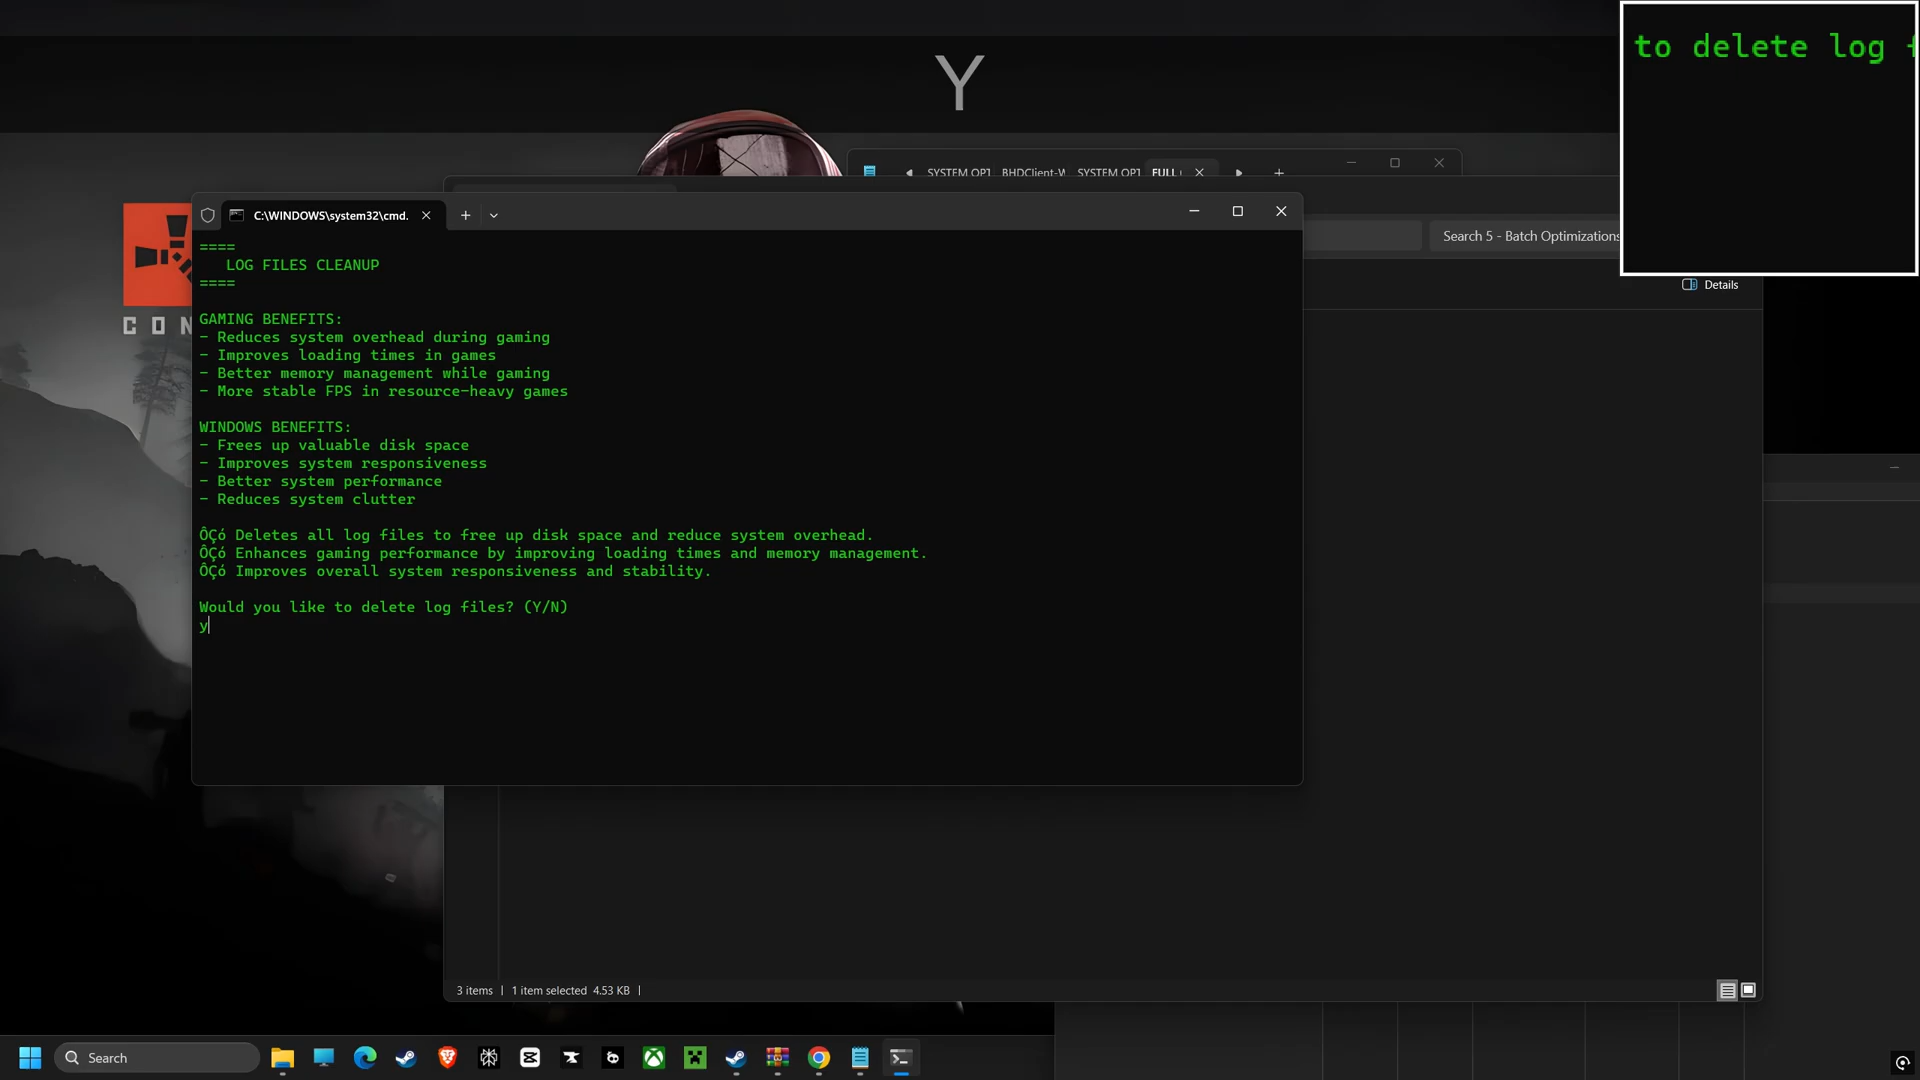 to delete log
Y
SYSTEM OPT
BHDClient-W
SYSTEM OPT
FULL
C:\WINDOWS\system32\cmd.
Search 5 - Batch Optimizations
Details
CON
====
LOG FILES CLEANUP
====
GAMING BENEFITS:
- Reduces system overhead during gaming
- Improves loading times in games
- Better memory management while gaming
- More stable FPS in resource-heavy games
WINDOWS BENEFITS:
- Frees up valuable disk space
- Improves system responsiveness
- Better system performance
- Reduces system clutter
ÔÇó Deletes all log files to free up disk space and reduce system overhead.
ÔÇó Enhances gaming performance by improving loading times and memory management.
ÔÇó Improves overall system responsiveness and stability.
Would you like to delete log files? (Y/N)
y
3 items | 1 item selected 4.53 KB |
Search